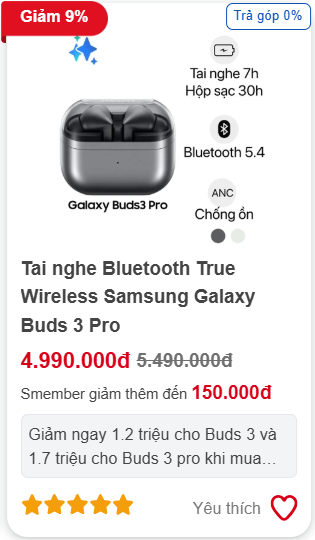 Giảm 9%
Trả góp 0%
Tai nghe 7h
Hộp sạc 30h
Bluetooth 5.4
Galaxy Buds3 Pro
ANC
Chống ồn
Tai nghe Bluetooth True
Wireless Samsung Galaxy
Buds 3 Pro
4.990.000đ 5.490.000đ
Smember giảm thêm đến 150.000đ
Giảm ngay 1.2 triệu cho Buds 3 và
1.7 triệu cho Buds 3 pro khi mua…
Yêu thích